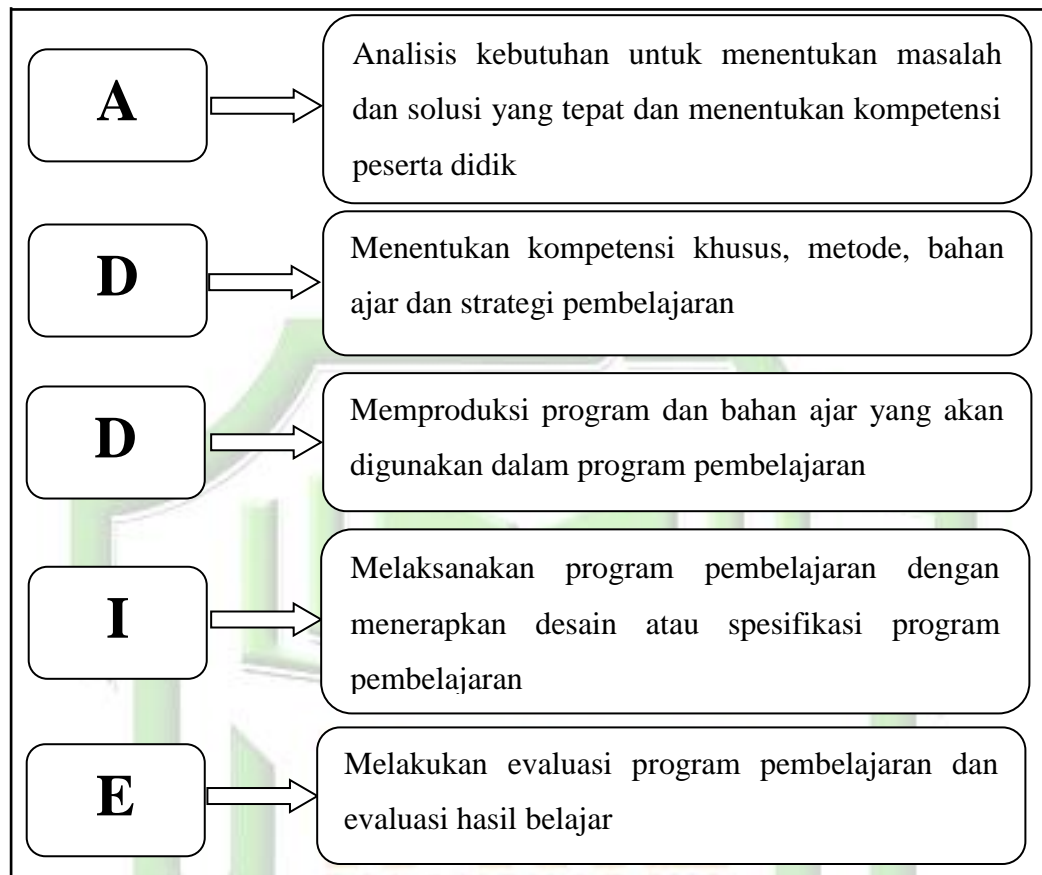 A
Analisis kebutuhan untuk menentukan masalah
dan solusi yang tepat dan menentukan kompetensi
peserta didik
D
Menentukan kompetensi khusus, metode, bahan
ajar dan strategi pembelajaran
D
Memproduksi program dan bahan ajar yang akan
digunakan dalam program pembelajaran
I
Melaksanakan program pembelajaran dengan
menerapkan desain atau spesifikasi program
pembelajaran
E
Melakukan evaluasi program pembelajaran dan
evaluasi hasil belajar